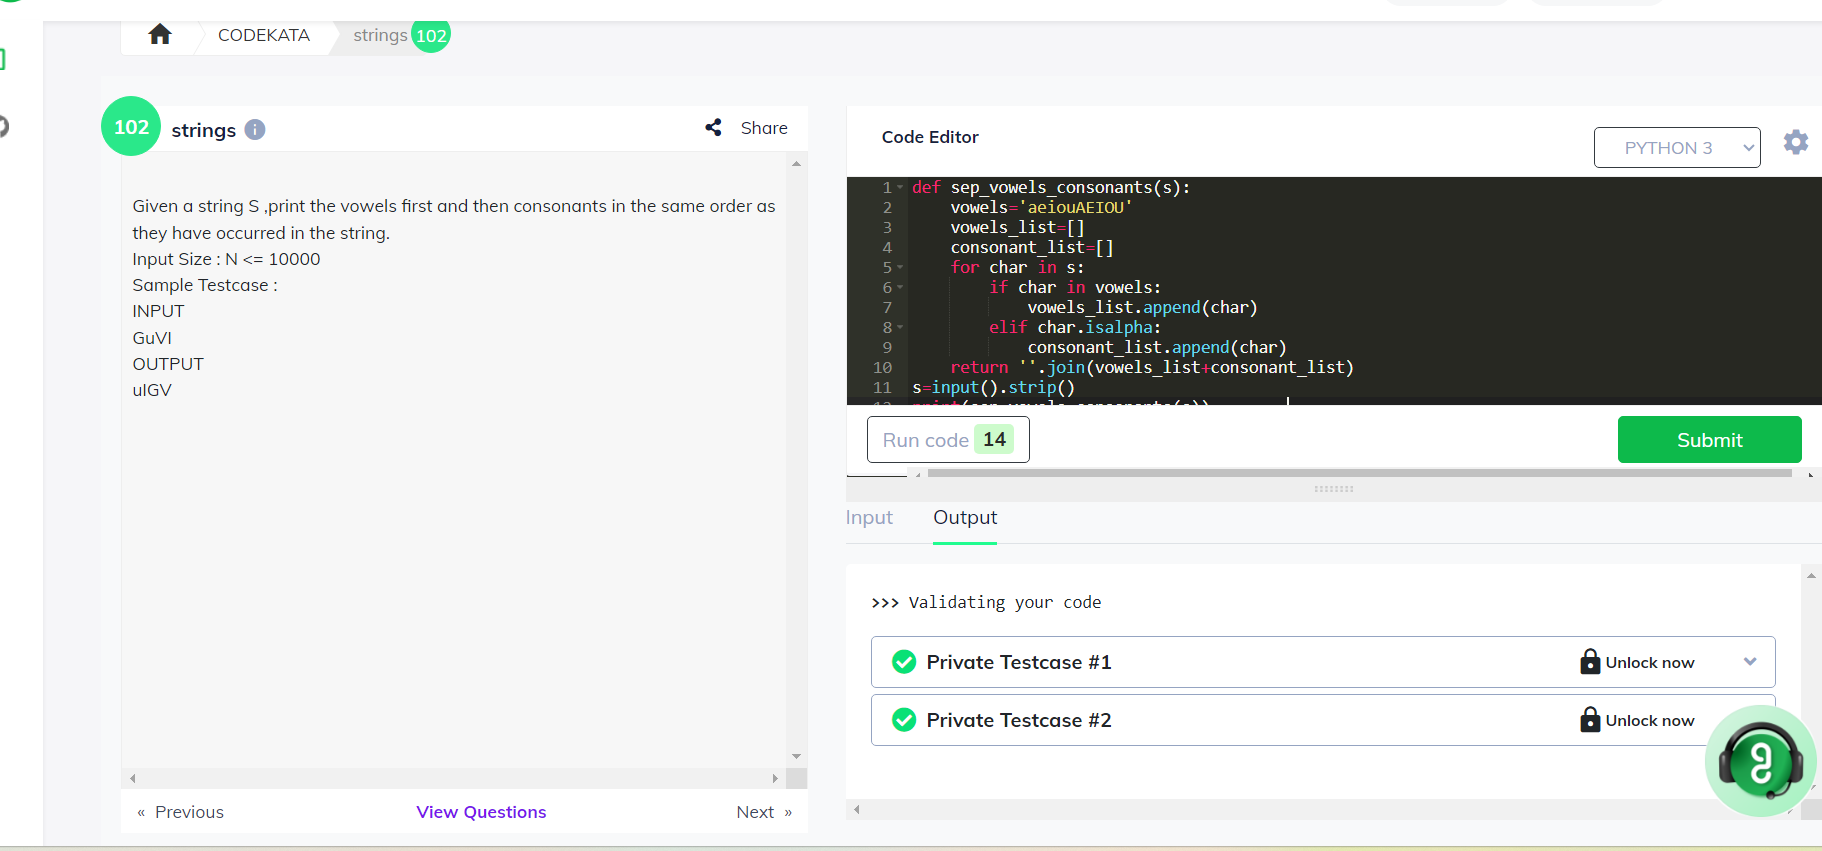 CODEKATA
strings 102
102 strings
Share
Given a string S ,print the vowels first and then consonants in the same order as
they have occurred in the string.
Input Size : N <= 10000
Sample Testcase :
INPUT
GuVI
OUTPUT
uIGV
« Previous
View Questions
Next »
Code Editor
PYTHON 3
1 def sep_vowels_consonants(s):
2 vowels='aeiouAEIOU'
3 vowels_list=[]
4 consonant_list=[]
5 for char in s:
6 if char in vowels:
7 vowels_list.append(char)
8 elif char.isalpha:
9 consonant_list.append(char)
10 return ''.join(vowels_list+consonant_list)
11 s=input().strip()
12 print(sep_vowels_consonants(s))
Run code 14
Submit
Input
Output
>>> Validating your code
Private Testcase #1
Unlock now
Private Testcase #2
Unlock now